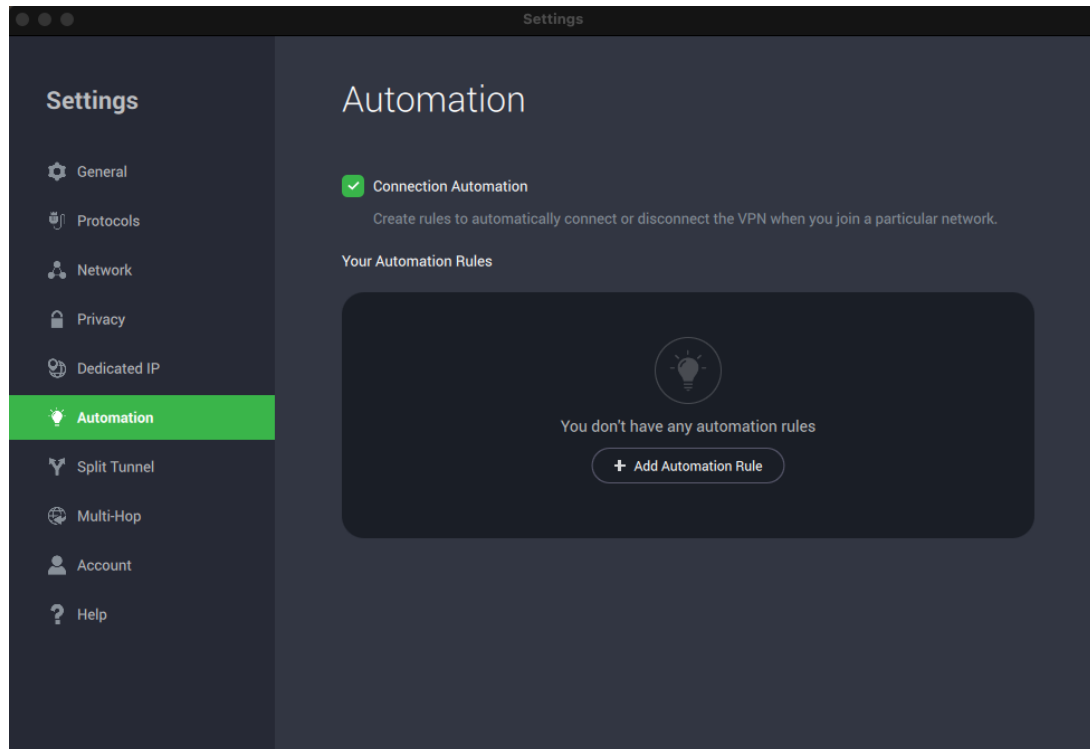 Settings
Settings
General
Protocols
Network
Privacy
Dedicated IP
Automation
Split Tunnel
Multi-Hop
Account
Help
Automation
Connection Automation
Create rules to automatically connect or disconnect the VPN when you join a particular network.
Your Automation Rules
You don't have any automation rules
+ Add Automation Rule